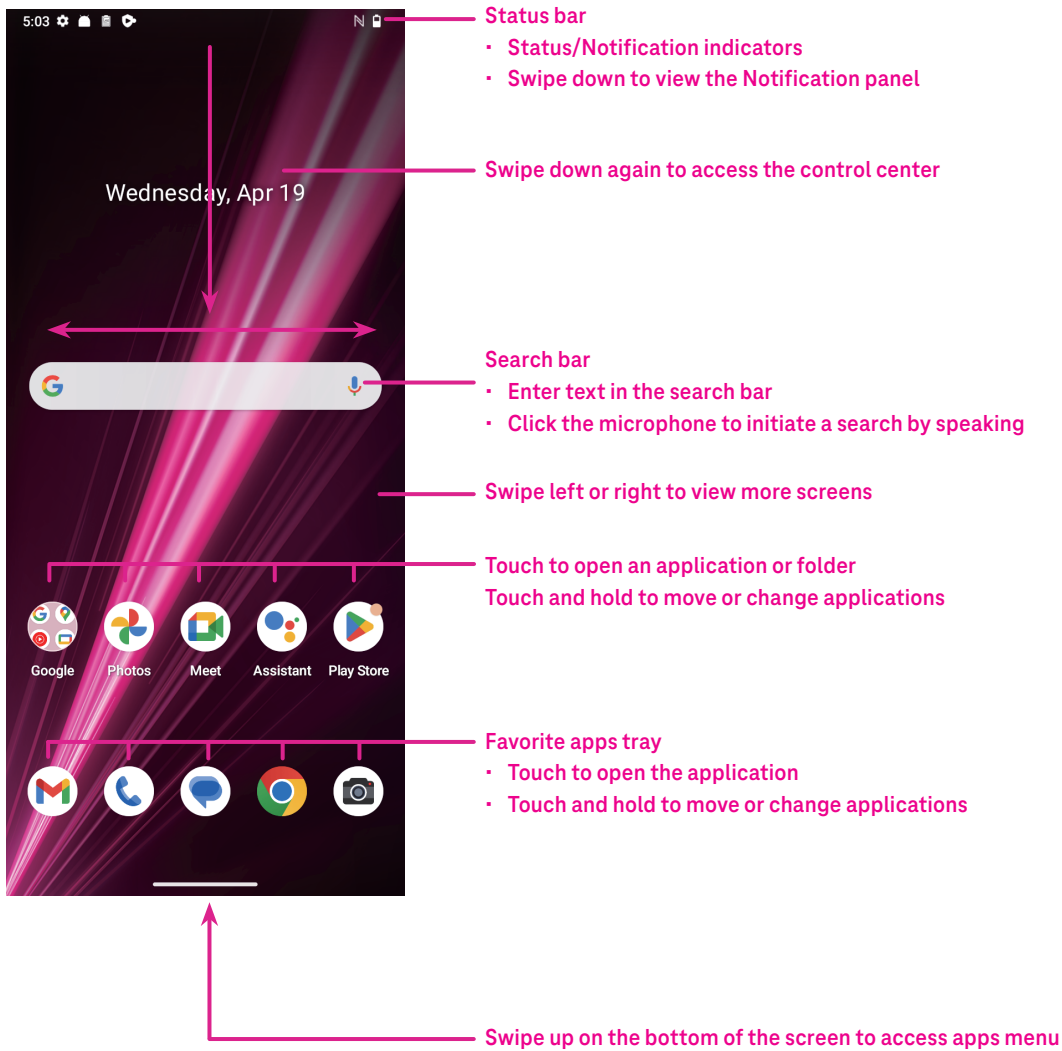 5:03
Status bar
· Status/Notification indicators
· Swipe down to view the Notification panel
Swipe down again to access the control center
Wednesday, Apr 19
Search bar
· Enter text in the search bar
· Click the microphone to initiate a search by speaking
Swipe left or right to view more screens
Touch to open an application or folder
Touch and hold to move or change applications
Google Photos Meet Assistant Play Store
Favorite apps tray
· Touch to open the application
· Touch and hold to move or change applications
Swipe up on the bottom of the screen to access apps menu